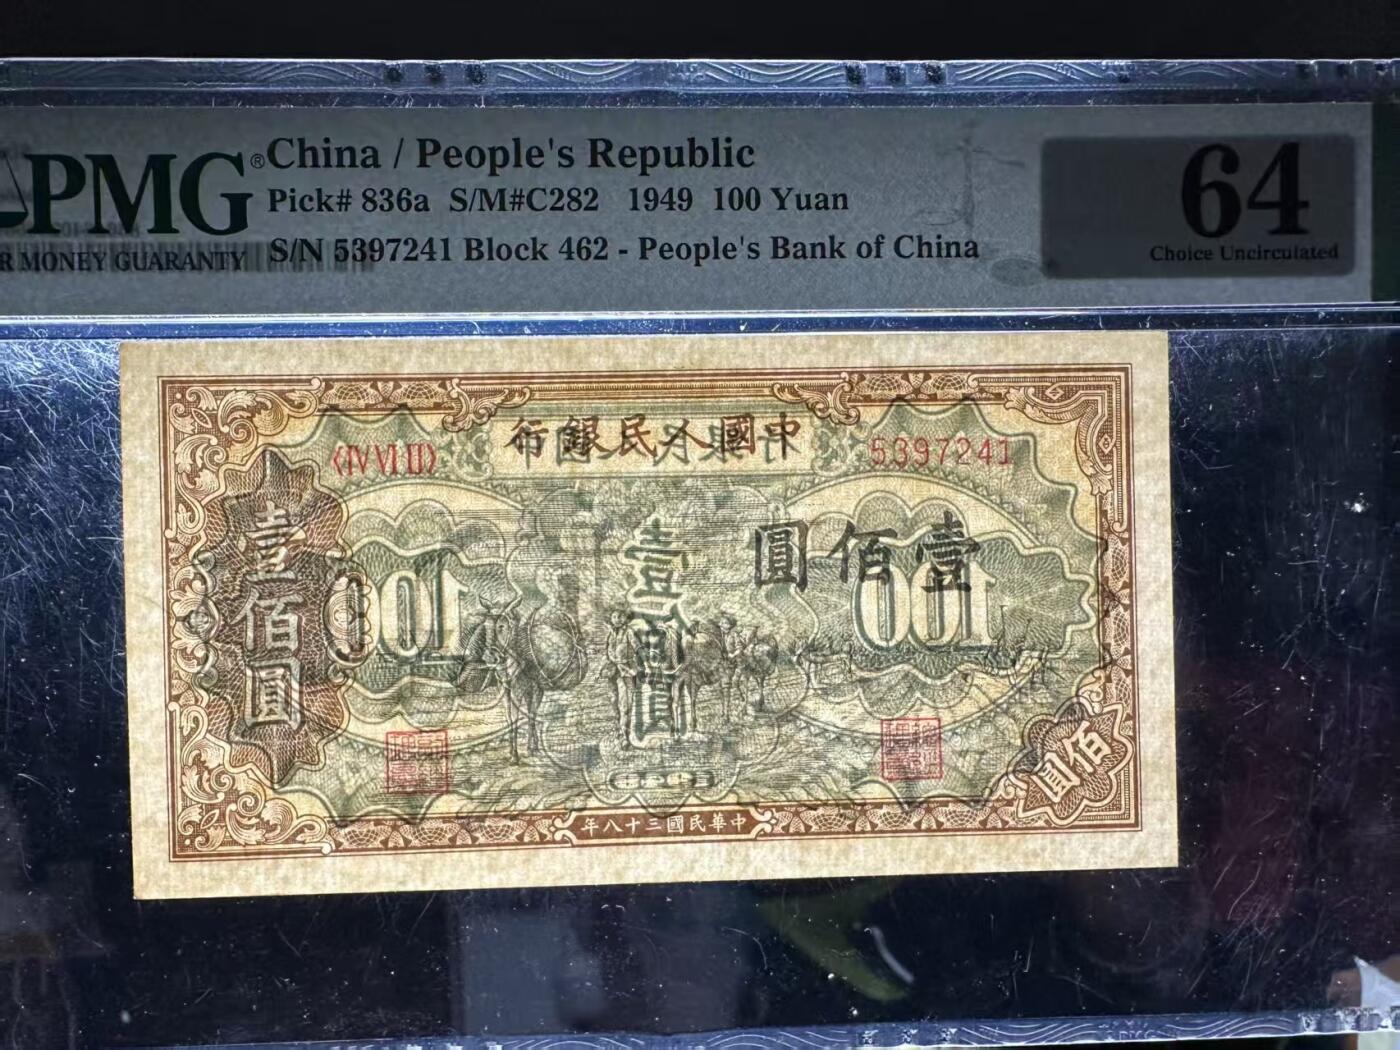 PMG®
China / People's Republic
Pick# 836a S/M#C282 1949 100 Yuan
S/N 5397241 Block 462 - People's Bank of China
R MONEY GUARANTY
64
Choice Uncirculated
行銀民人國中
〈IV VI II〉
5397241
壹佰圓
圓佰壹
100
100
壹佰圓
佰圓
年八十三國民華中